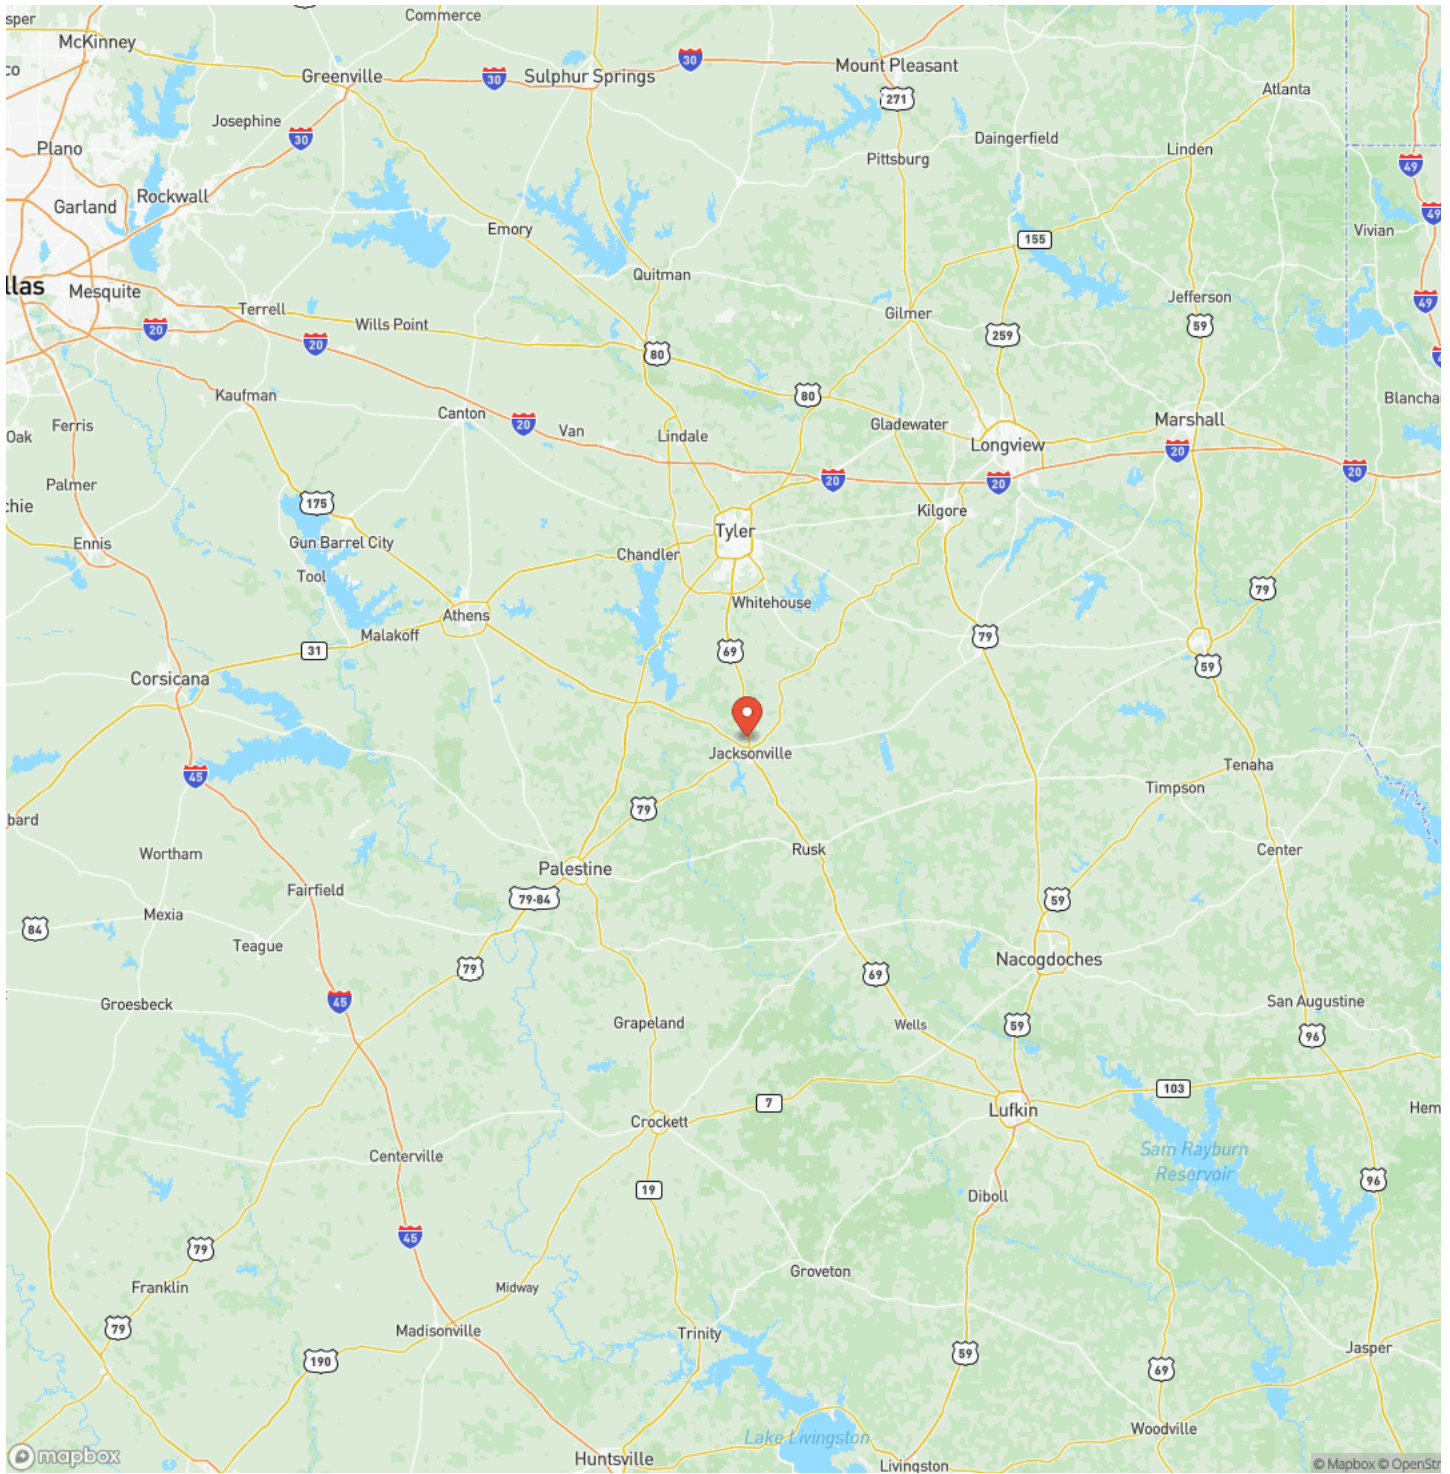 Commerce
sper
McKinney
30
Greenville
30
Sulphur Springs
Mount Pleasant
co
271
Atlanta
Josephine
30
Daingerfield
Plano
Pittsburg
Linden
49
Rockwall
Garland
49
Emory
155
Vivian
Quitman
llas
Mesquite
Jefferson
49
Terrell
Gilmer
20
Wills Point
59
20
259
80
Kaufman
80
Blancha
Canton
Marshall
Ferris
20
Gladewater
Oak
Van
Lindale
Longview
20
20
20
20
Palmer
175
chie
Kilgore
Tyler
Ennis
Gun Barrel City
Chandler
Tool
79
Whitehouse
Athens
Malakoff
79
31
69
59
Corsicana
Jacksonville
Tenaha
45
Timpson
79
bard
Rusk
Center
Wortham
Palestine
Fairfield
79-84
59
Mexia
84
Teague
Nacogdoches
79
69
45
Groesbeck
San Augustine
Grapeland
Wells
59
96
103
7
Lufkin
Hem
Crockett
Sam Rayburn
Reservoir
Centerville
96
19
Diboll
45
79
Groveton
Franklin
Midway
79
Madisonville
Trinity
Jasper
59
190
69
Woodville
Lake Livingston
mapbox
Huntsville
Livingston
© Mapbox © OpenStr